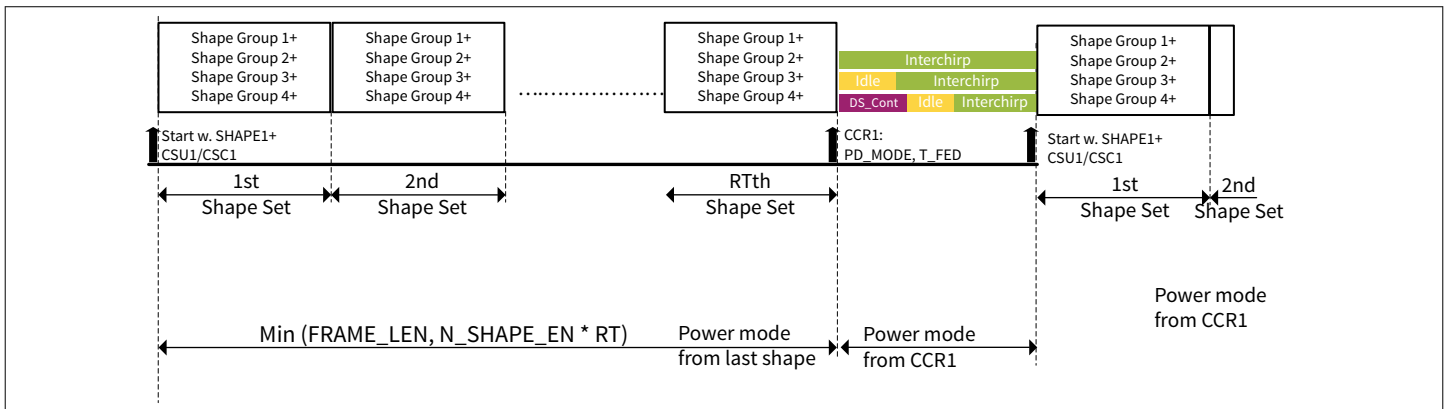 Shape Group 1+
Shape Group 2+
Shape Group 3+
Shape Group 4+
Shape Group 1+
Shape Group 2+
Shape Group 3+
Shape Group 4+
........................
Shape Group 1+
Shape Group 2+
Shape Group 3+
Shape Group 4+
Interchirp
Idle Interchirp
DS_Cont Idle Interchirp
Shape Group 1+
Shape Group 2+
Shape Group 3+
Shape Group 4+
Start w. SHAPE1+
CSU1/CSC1
CCR1:
PD_MODE, T_FED
Start w. SHAPE1+
CSU1/CSC1
1st
Shape Set
2nd
Shape Set
RTth
Shape Set
1st
Shape Set
2nd
Shape Set
Min (FRAME_LEN, N_SHAPE_EN * RT)
Power mode
from last shape
Power mode
from CCR1
Power mode
from CCR1